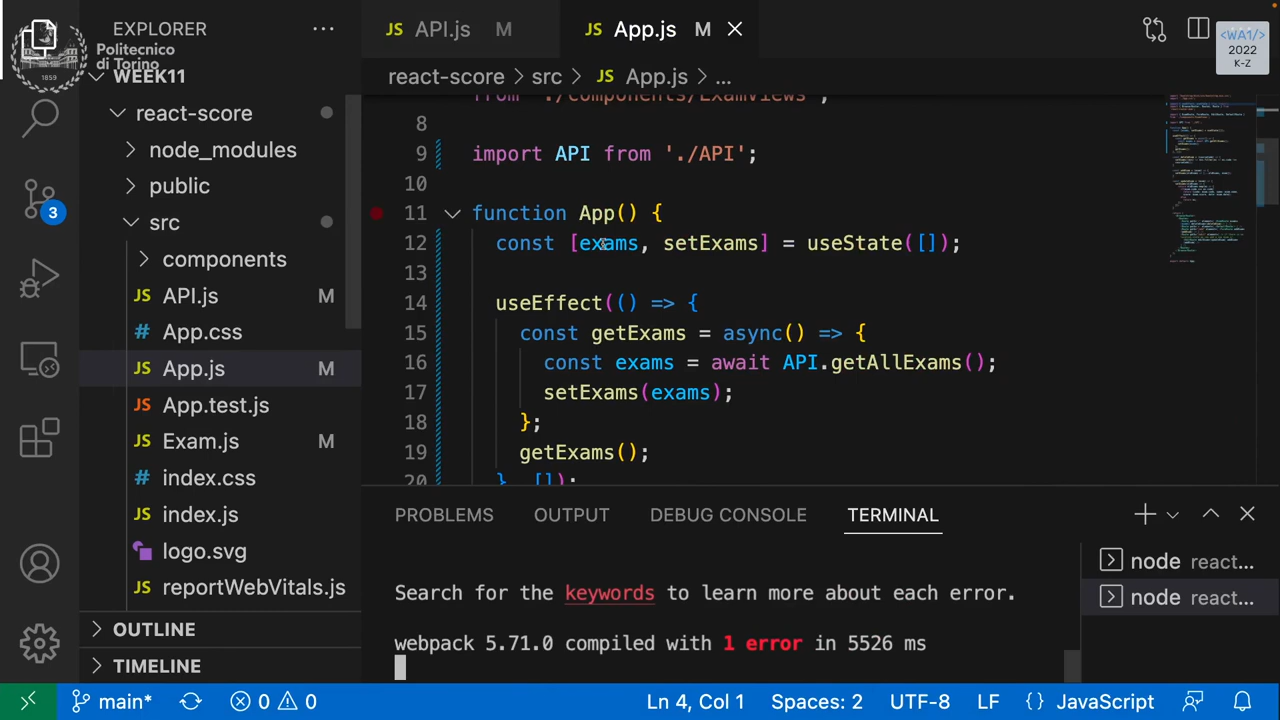 EXPLORER
API.js M
App.js M
<WA1/>
2022
K-Z
Politecnico
di Torino
1859
WEEK11
react-score > src > JS App.js > ...
react-score
node_modules
public
src
components
JS API.js M
# App.css
JS App.js M
JS App.test.js
JS Exam.js M
# index.css
JS index.js
logo.svg
JS reportWebVitals.js
OUTLINE
TIMELINE
3
from './components/ExamViews';
8
9 import API from './API';
10
11 function App() {
12 const [exams, setExams] = useState([]);
13
14 useEffect(() => {
15 const getExams = async() => {
16 const exams = await API.getAllExams();
17 setExams(exams);
18 };
19 getExams();
20 }, []);
PROBLEMS OUTPUT DEBUG CONSOLE TERMINAL
Search for the keywords to learn more about each error.
webpack 5.71.0 compiled with 1 error in 5526 ms
node react...
node react...
main* 0 0 Ln 4, Col 1 Spaces: 2 UTF-8 LF {} JavaScript